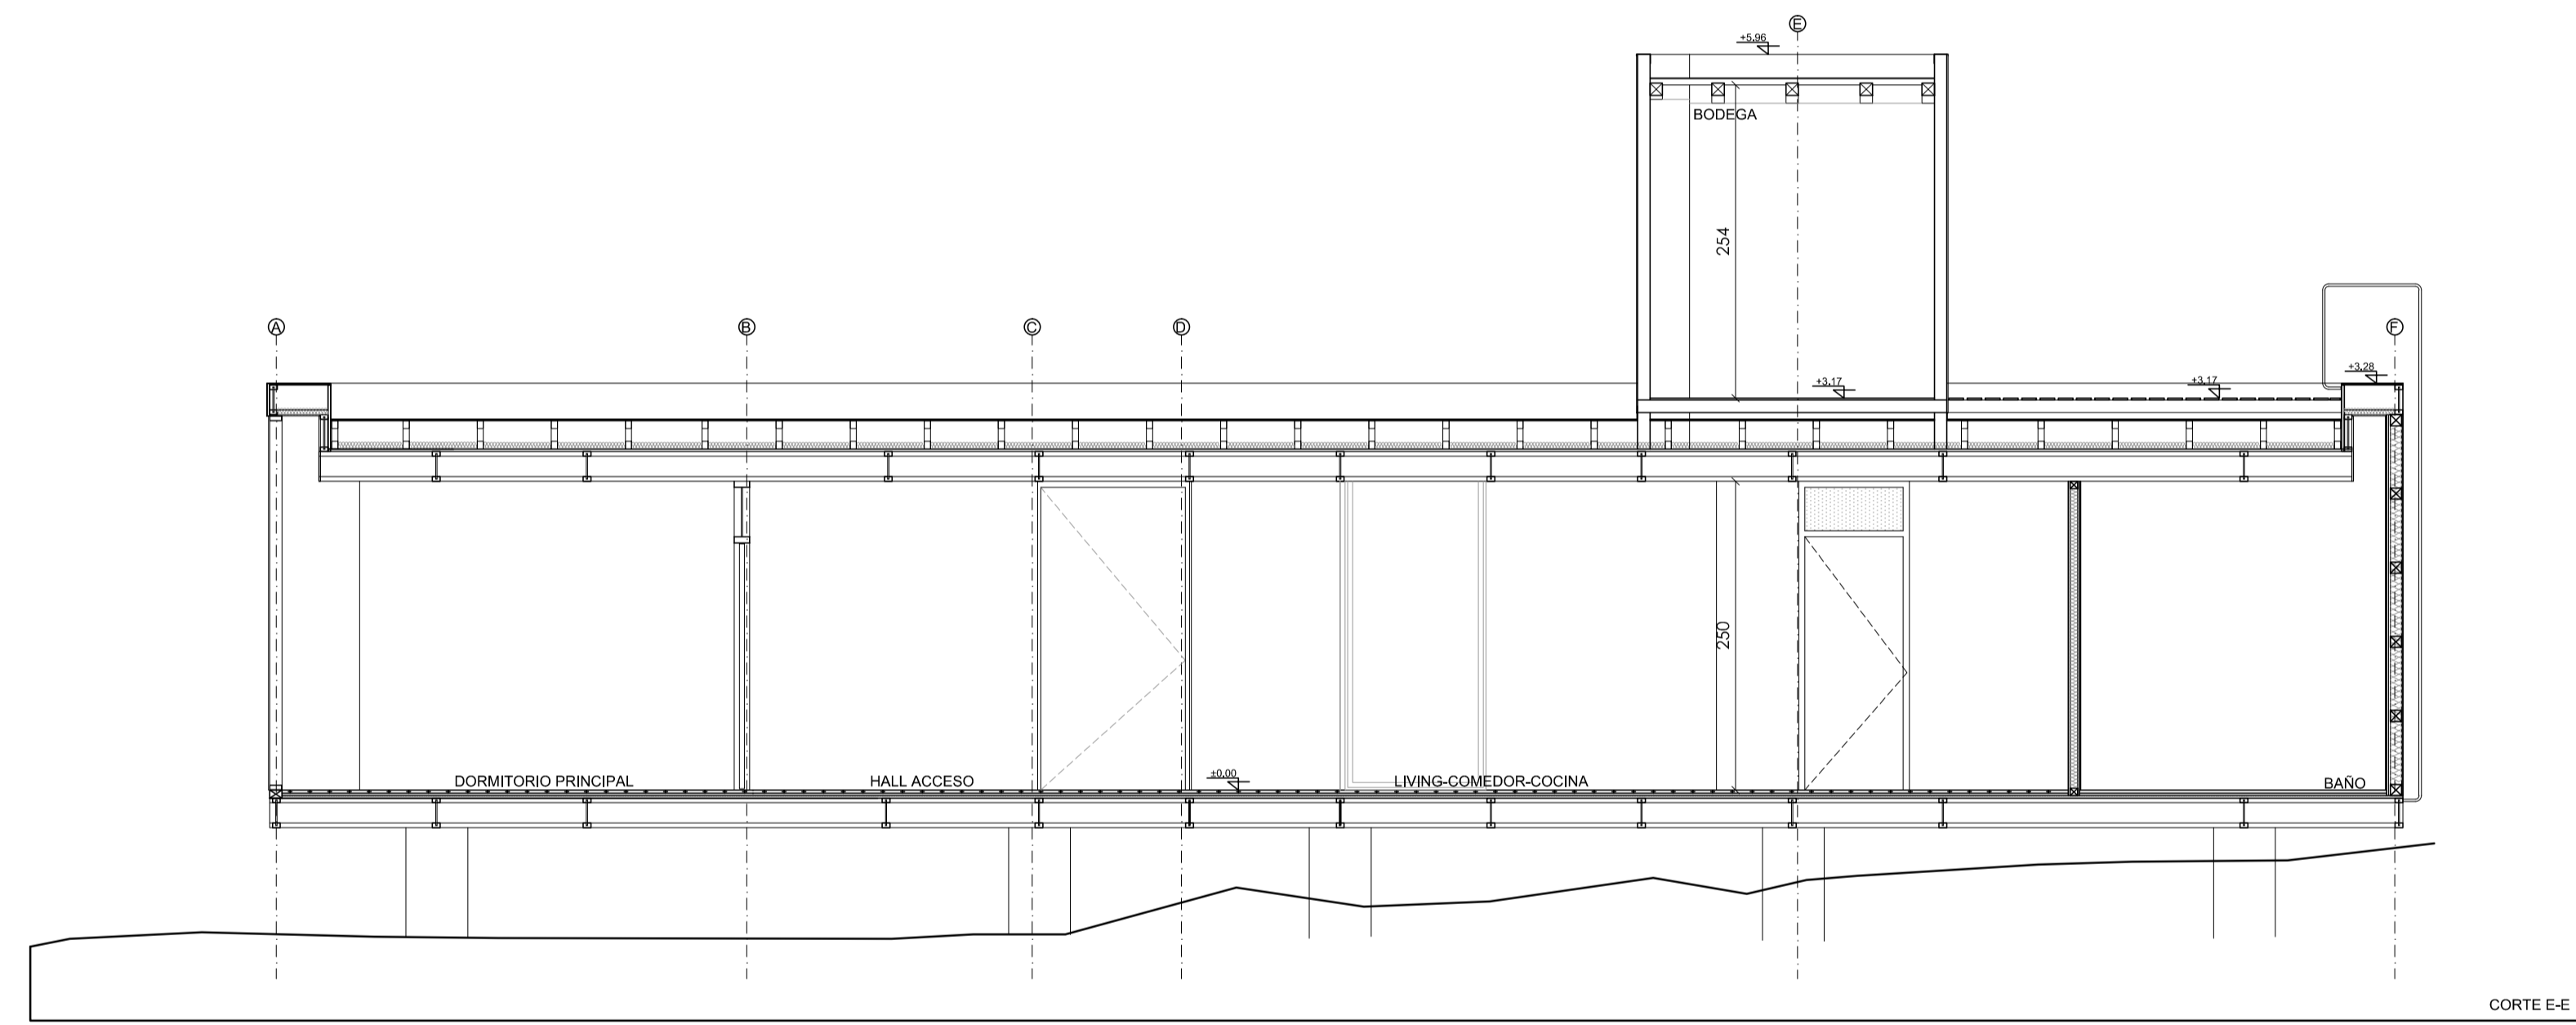 E
+5.96
BODEGA
254
A
B
C
D
F
+3.28
+3.17
+3.17
250
±0.00
DORMITORIO PRINCIPAL
HALL ACCESO
LIVING-COMEDOR-COCINA
BAÑO
CORTE E-E